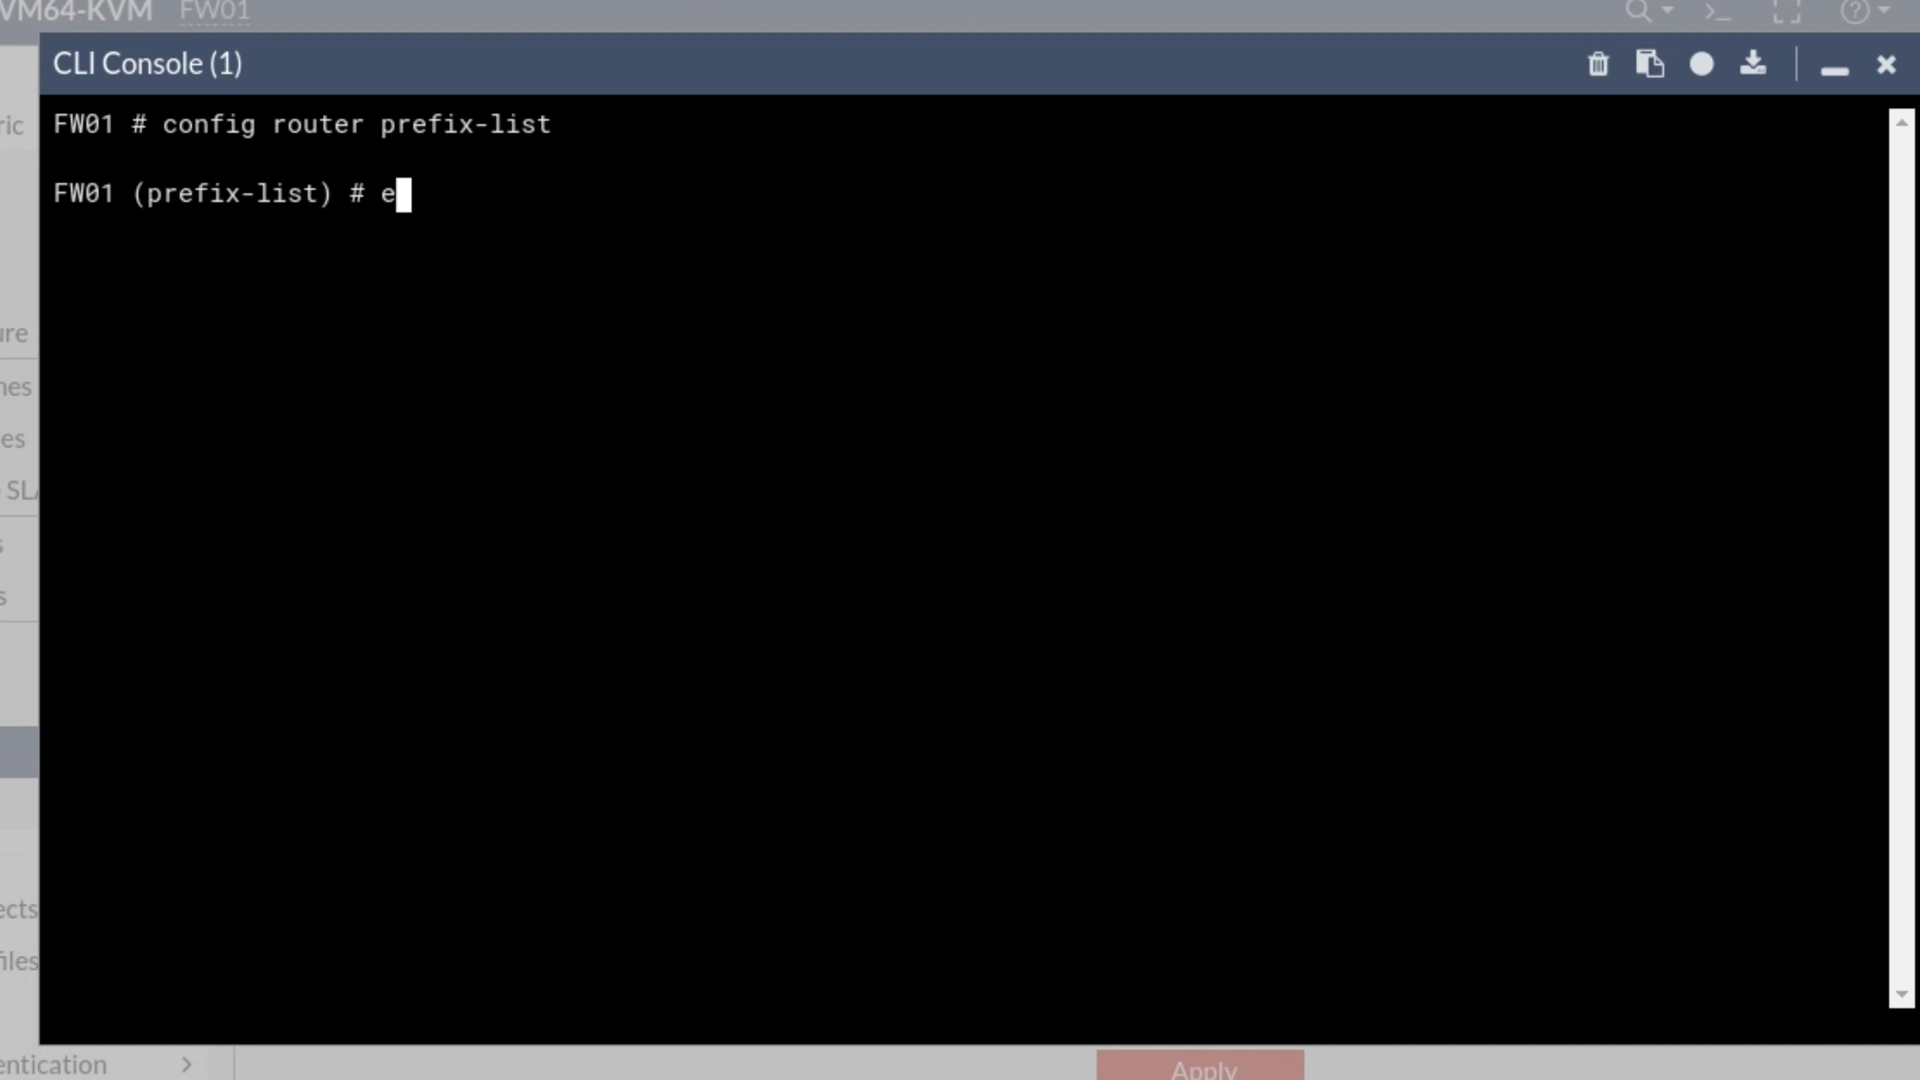 VM64-KVM FW01
CLI Console (1)
FW01 # config router prefix-list
FW01 (prefix-list) # e
ric
ure
nes
es
SLA
s
s
ects
files
entication
Apply